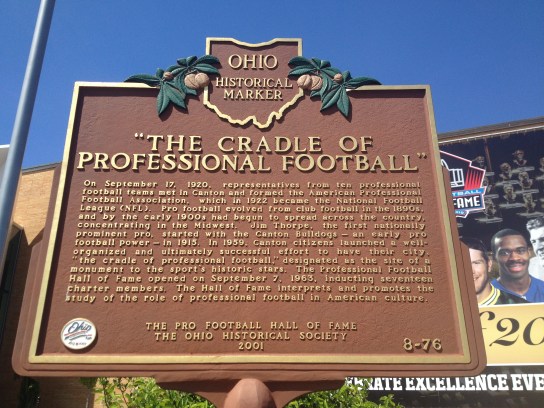 OHIO
HISTORICAL
MARKER
"THE CRADLE OF
PROFESSIONAL FOOTBALL"
On September 17, 1920, representatives from ten professional
football teams met in Canton and formed the American Professional
Football Association, which in 1922 became the National Football
League (NFL). Pro football evolved from club football in the 1890s
and by the early 1900s had begun to spread across the country,
concentrating in the Midwest. Jim Thorpe, the first nationally
prominent pro, started with the Canton Bulldogs — an early pro
football power — in 1915. In 1959, Canton citizens launched a well-
organized and ultimately successful effort to have their city,
"the cradle of professional football," designated as the site of a
monument to the sport's historic stars. The Professional Football
Hall of Fame opened on September 7, 1963, inducting seventeen
charter members. The Hall of Fame interprets and promotes the
study of the role of professional football in American culture.
THE PRO FOOTBALL HALL OF FAME
THE OHIO HISTORICAL SOCIETY
2001
8-76
Ohio
FAME
of 20
EXCELLENCE EVE